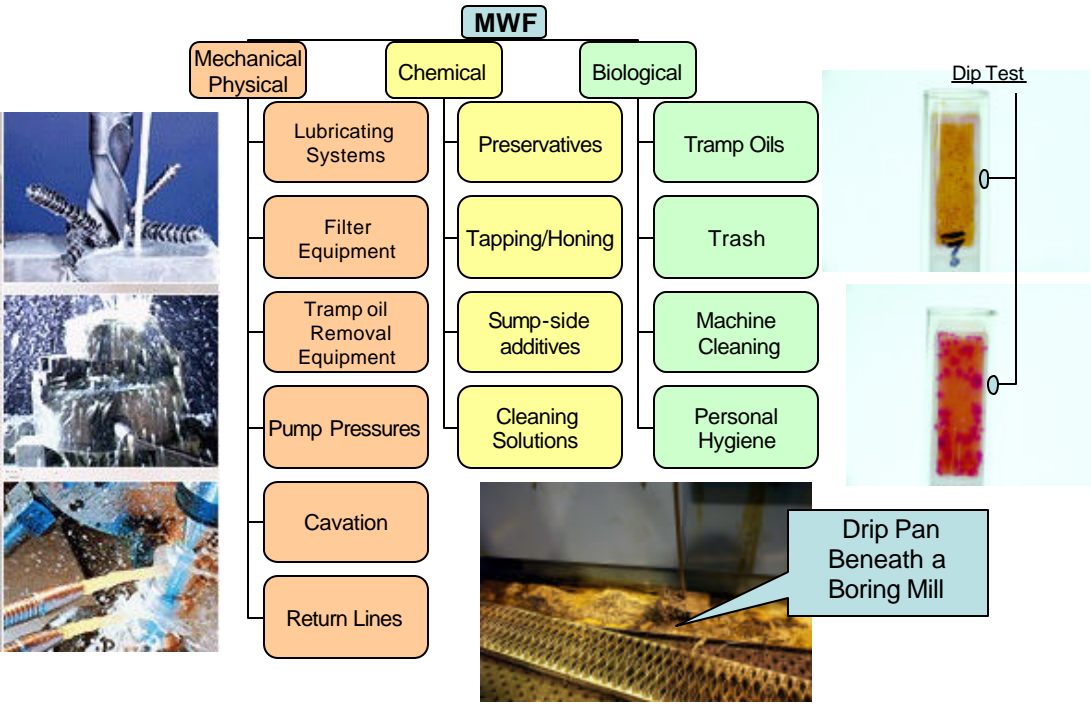 MWF
Mechanical
Physical
Lubricating
Systems
Filter
Equipment
Tramp oil
Removal
Equipment
Pump Pressures
Cavation
Return Lines
Chemical
Preservatives
Tapping/Honing
Sump-side
additives
Cleaning
Solutions
Biological
Tramp Oils
Trash
Machine
Cleaning
Personal
Hygiene
Dip Test
Drip Pan
Beneath a
Boring Mill